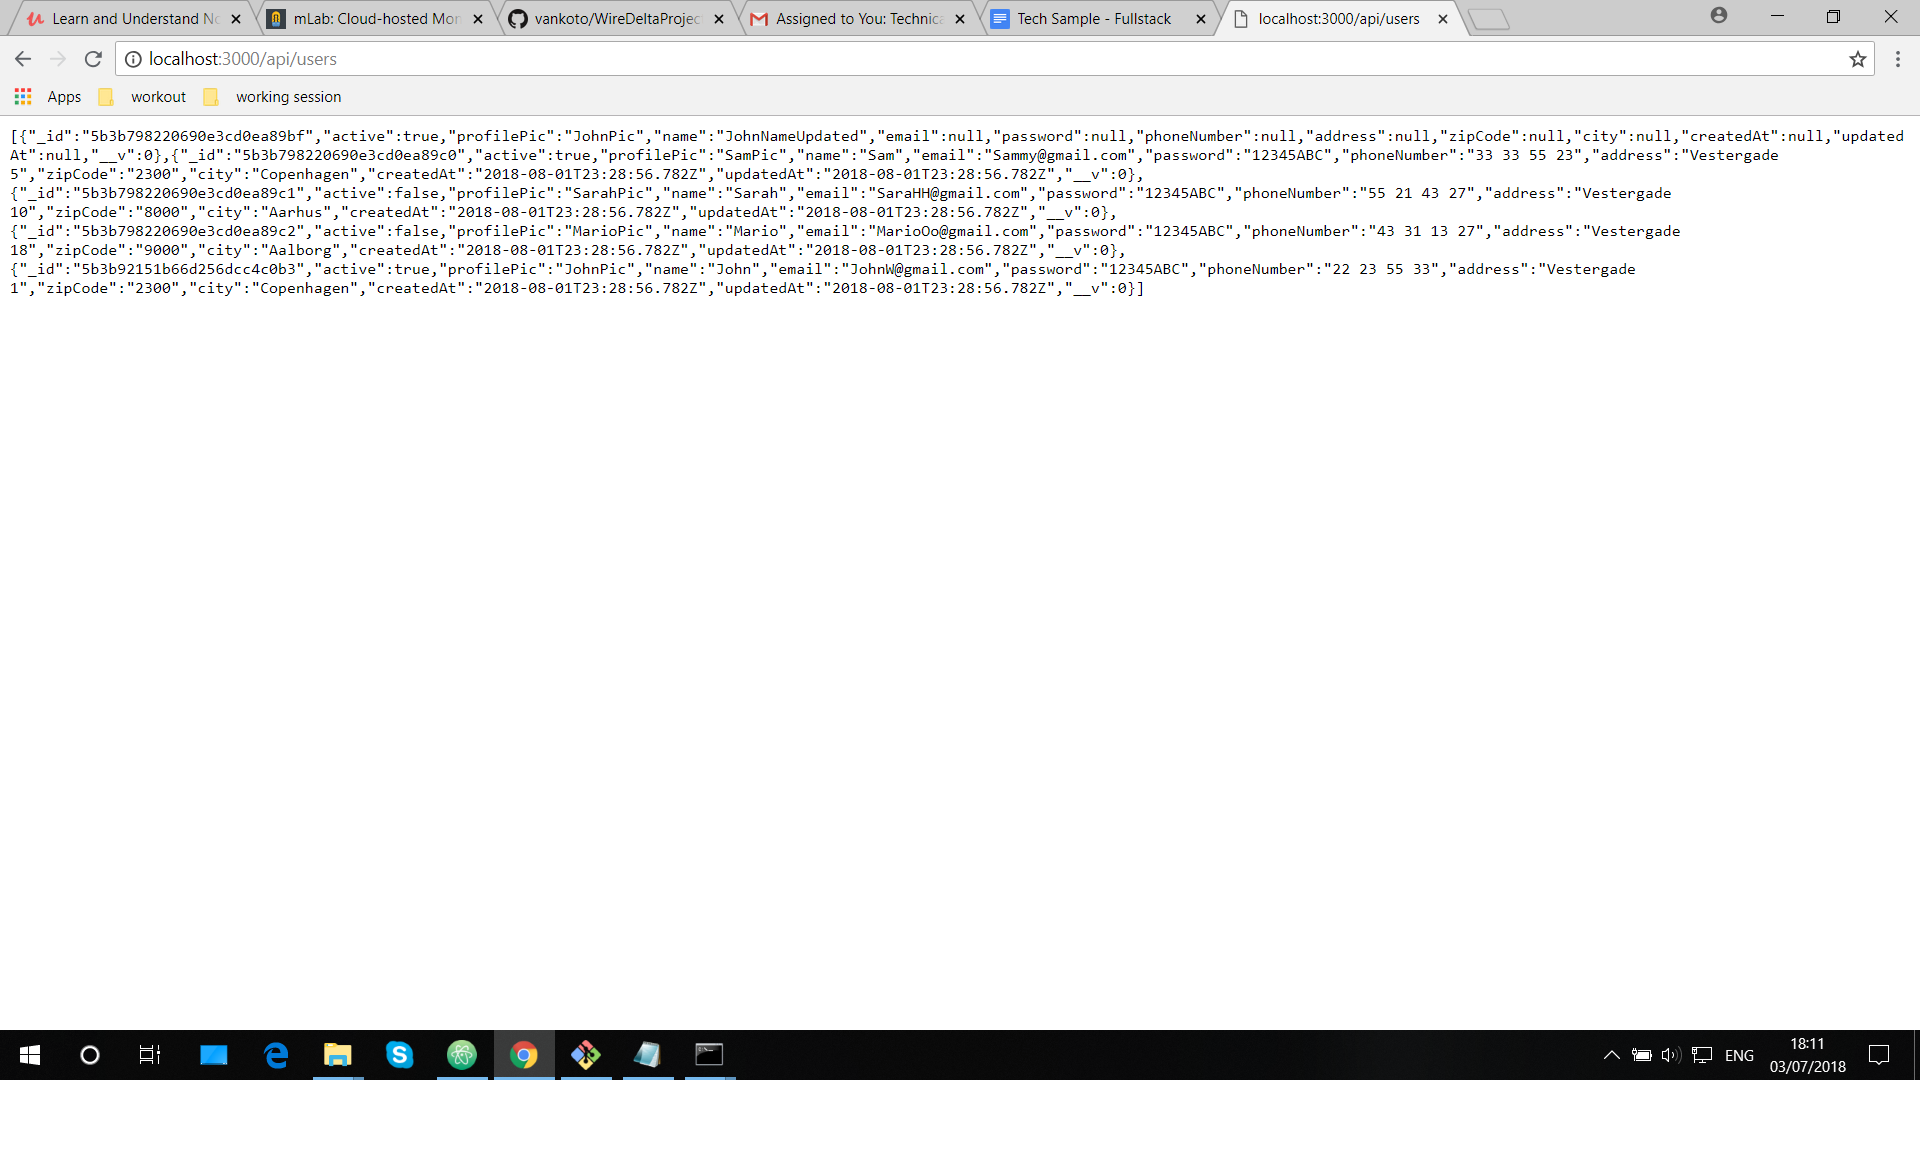 Learn and Understand No
mLab: Cloud-hosted Mon
vankoto/WireDeltaProjec
Assigned to You: Technica
Tech Sample - Fullstack
localhost:3000/api/users
localhost:3000/api/users
Apps
workout
working session
[{"_id":"5b3b798220690e3cd0ea89bf","active":true,"profilePic":"JohnPic","name":"JohnNameUpdated","email":null,"password":null,"phoneNumber":null,"address":null,"zipCode":null,"city":null,"createdAt":null,"updated
At":null,"__v":0},{"_id":"5b3b798220690e3cd0ea89c0","active":true,"profilePic":"SamPic","name":"Sam","email":"Sammy@gmail.com","password":"12345ABC","phoneNumber":"33 33 55 23","address":"Vestergade
5","zipCode":"2300","city":"Copenhagen","createdAt":"2018-08-01T23:28:56.782Z","updatedAt":"2018-08-01T23:28:56.782Z","__v":0},
{"_id":"5b3b798220690e3cd0ea89c1","active":false,"profilePic":"SarahPic","name":"Sarah","email":"SaraHH@gmail.com","password":"12345ABC","phoneNumber":"55 21 43 27","address":"Vestergade
10","zipCode":"8000","city":"Aarhus","createdAt":"2018-08-01T23:28:56.782Z","updatedAt":"2018-08-01T23:28:56.782Z","__v":0},
{"_id":"5b3b798220690e3cd0ea89c2","active":false,"profilePic":"MarioPic","name":"Mario","email":"MarioOo@gmail.com","password":"12345ABC","phoneNumber":"43 31 13 27","address":"Vestergade
18","zipCode":"9000","city":"Aalborg","createdAt":"2018-08-01T23:28:56.782Z","updatedAt":"2018-08-01T23:28:56.782Z","__v":0},
{"_id":"5b3b92151b66d256dcc4c0b3","active":true,"profilePic":"JohnPic","name":"John","email":"JohnW@gmail.com","password":"12345ABC","phoneNumber":"22 23 55 33","address":"Vestergade
1","zipCode":"2300","city":"Copenhagen","createdAt":"2018-08-01T23:28:56.782Z","updatedAt":"2018-08-01T23:28:56.782Z","__v":0}]
ENG
18:11
03/07/2018